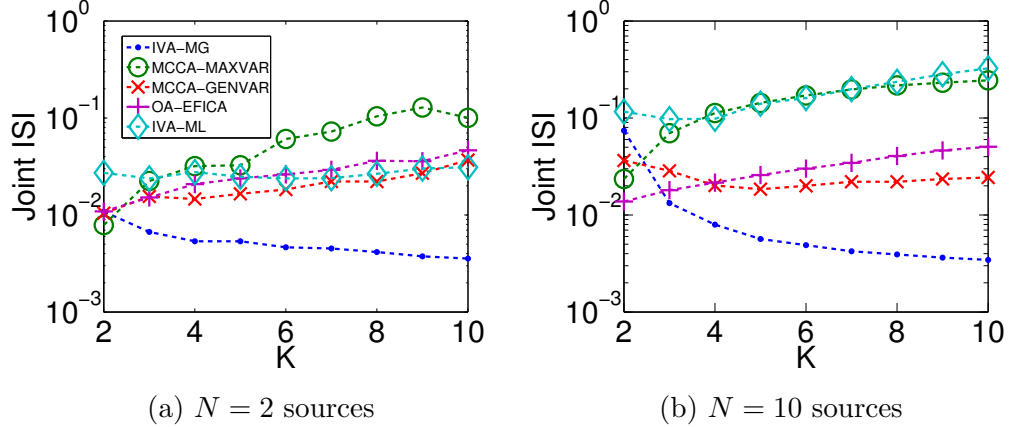 10^0
10^-1
10^-2
10^-3
Joint ISI
2 4 6 8 10
K
IVA-MG
MCCA-MAXVAR
MCCA-GENVAR
OA-EFICA
IVA-ML
(a) N = 2 sources
10^0
10^-1
10^-2
10^-3
Joint ISI
2 4 6 8 10
K
(b) N = 10 sources